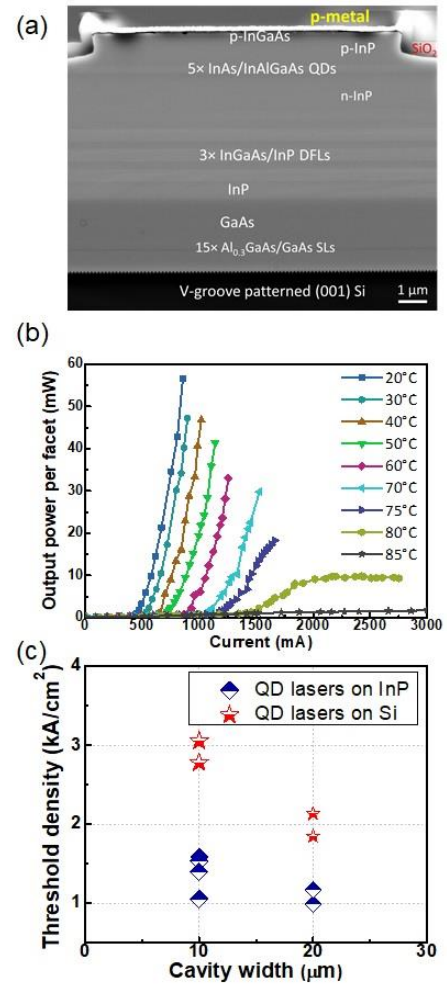 (a)
p-metal
p-InGaAs
p-InP
SiO₂
5× InAs/InAlGaAs QDs
n-InP
3× InGaAs/InP DFLs
InP
GaAs
15× Al₀.₃GaAs/GaAs SLs
V-groove patterned (001) Si
1 μm
(b)
Output power per facet (mW)
60
50
40
30
20
10
0
20°C
30°C
40°C
50°C
60°C
70°C
75°C
80°C
85°C
0 500 1000 1500 2000 2500 3000
Current (mA)
(c)
Threshold density (kA/cm²)
4
3
2
1
QD lasers on InP
QD lasers on Si
0 10 20 30
Cavity width (μm)